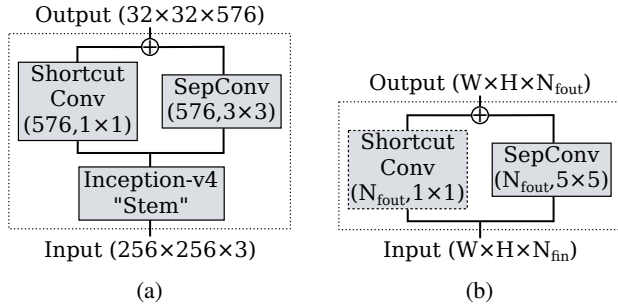 Output (32×32×576)
Shortcut
Conv
(576,1×1)
SepConv
(576,3×3)
Inception-v4
"Stem"
Input (256×256×3)
(a)
Output (W×H×N_fout)
Shortcut
Conv
(N_fout,1×1)
SepConv
(N_fout,5×5)
Input (W×H×N_fin)
(b)